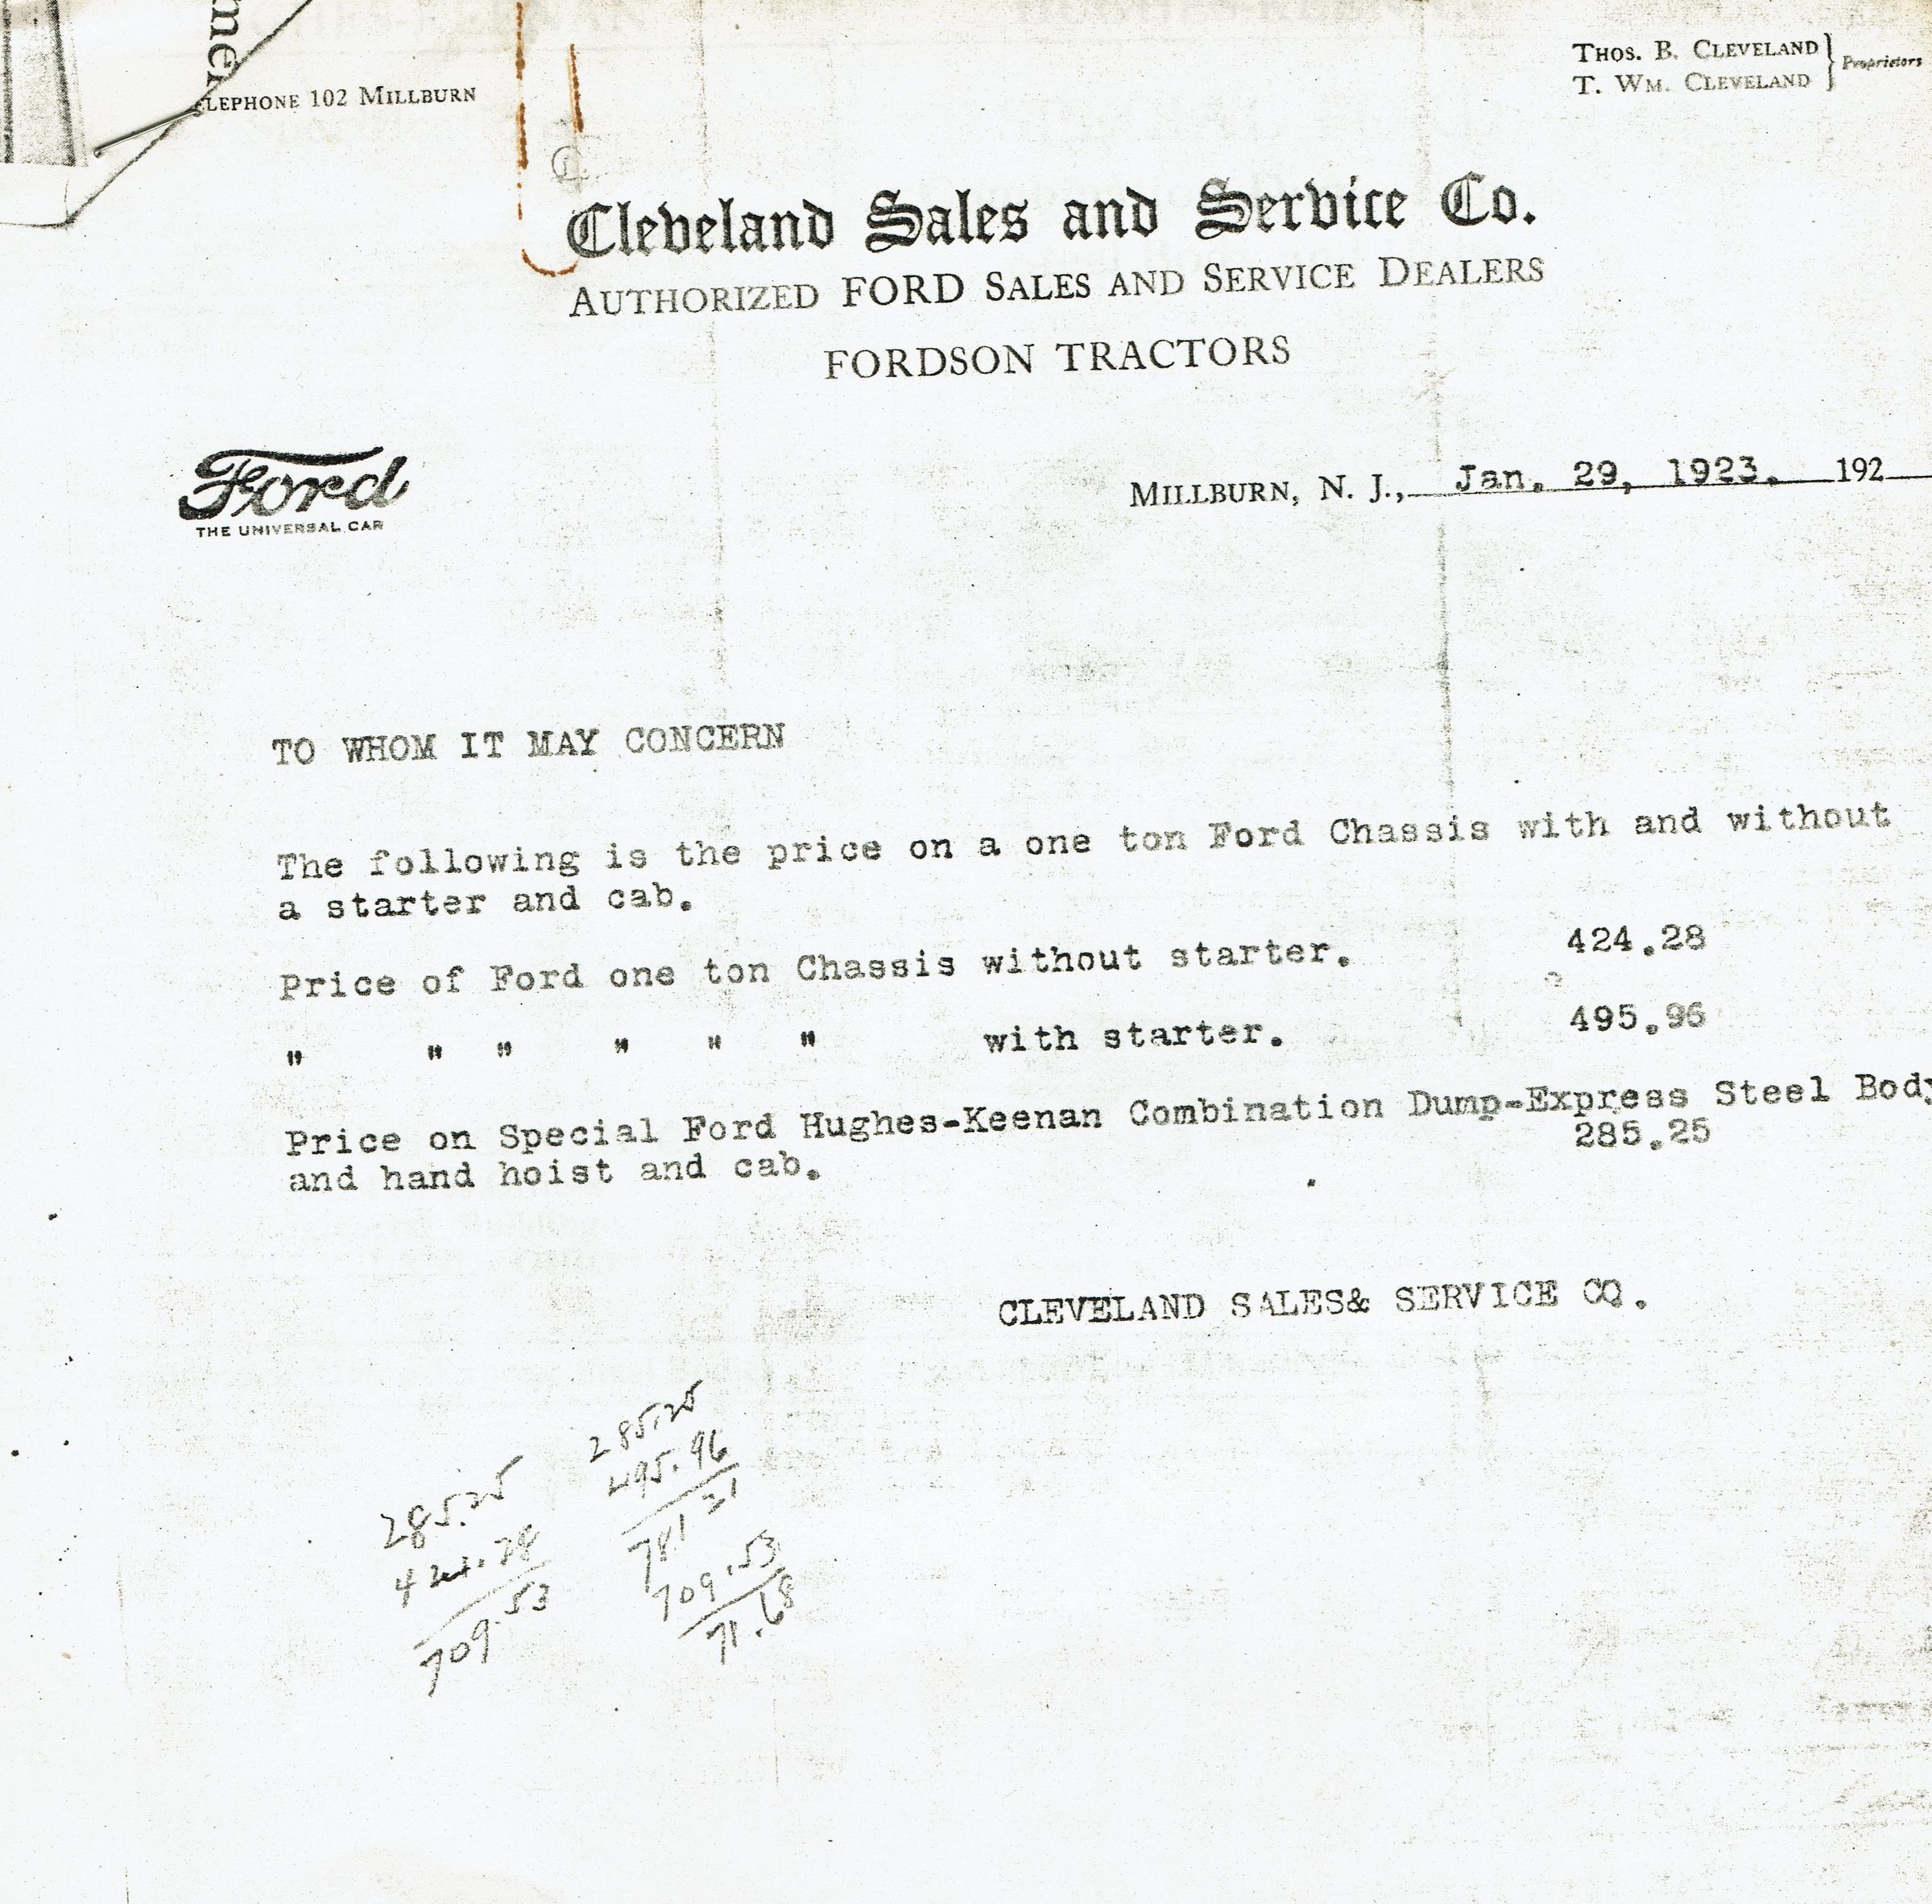 mer
LEPHONE 102 MILLBURN
THOS. B. CLEVELAND
T. WM. CLEVELAND
Proprietors
Cleveland Sales and Service Co.
AUTHORIZED FORD SALES AND SERVICE DEALERS
FORDSON TRACTORS
Ford
THE UNIVERSAL CAR
MILLBURN, N. J., Jan. 29, 1923. 192
TO WHOM IT MAY CONCERN
The following is the price on a one ton Ford Chassis with and without
a starter and cab.
Price of Ford one ton Chassis without starter. 424.28
" " " " " " with starter. 495.96
Price on Special Ford Hughes-Keenan Combination Dump-Express Steel Body
and hand hoist and cab. 285.25
CLEVELAND SALES& SERVICE CO.
285.25
424.28
709.53
285.25
495.96
781 21
709.53
71.68